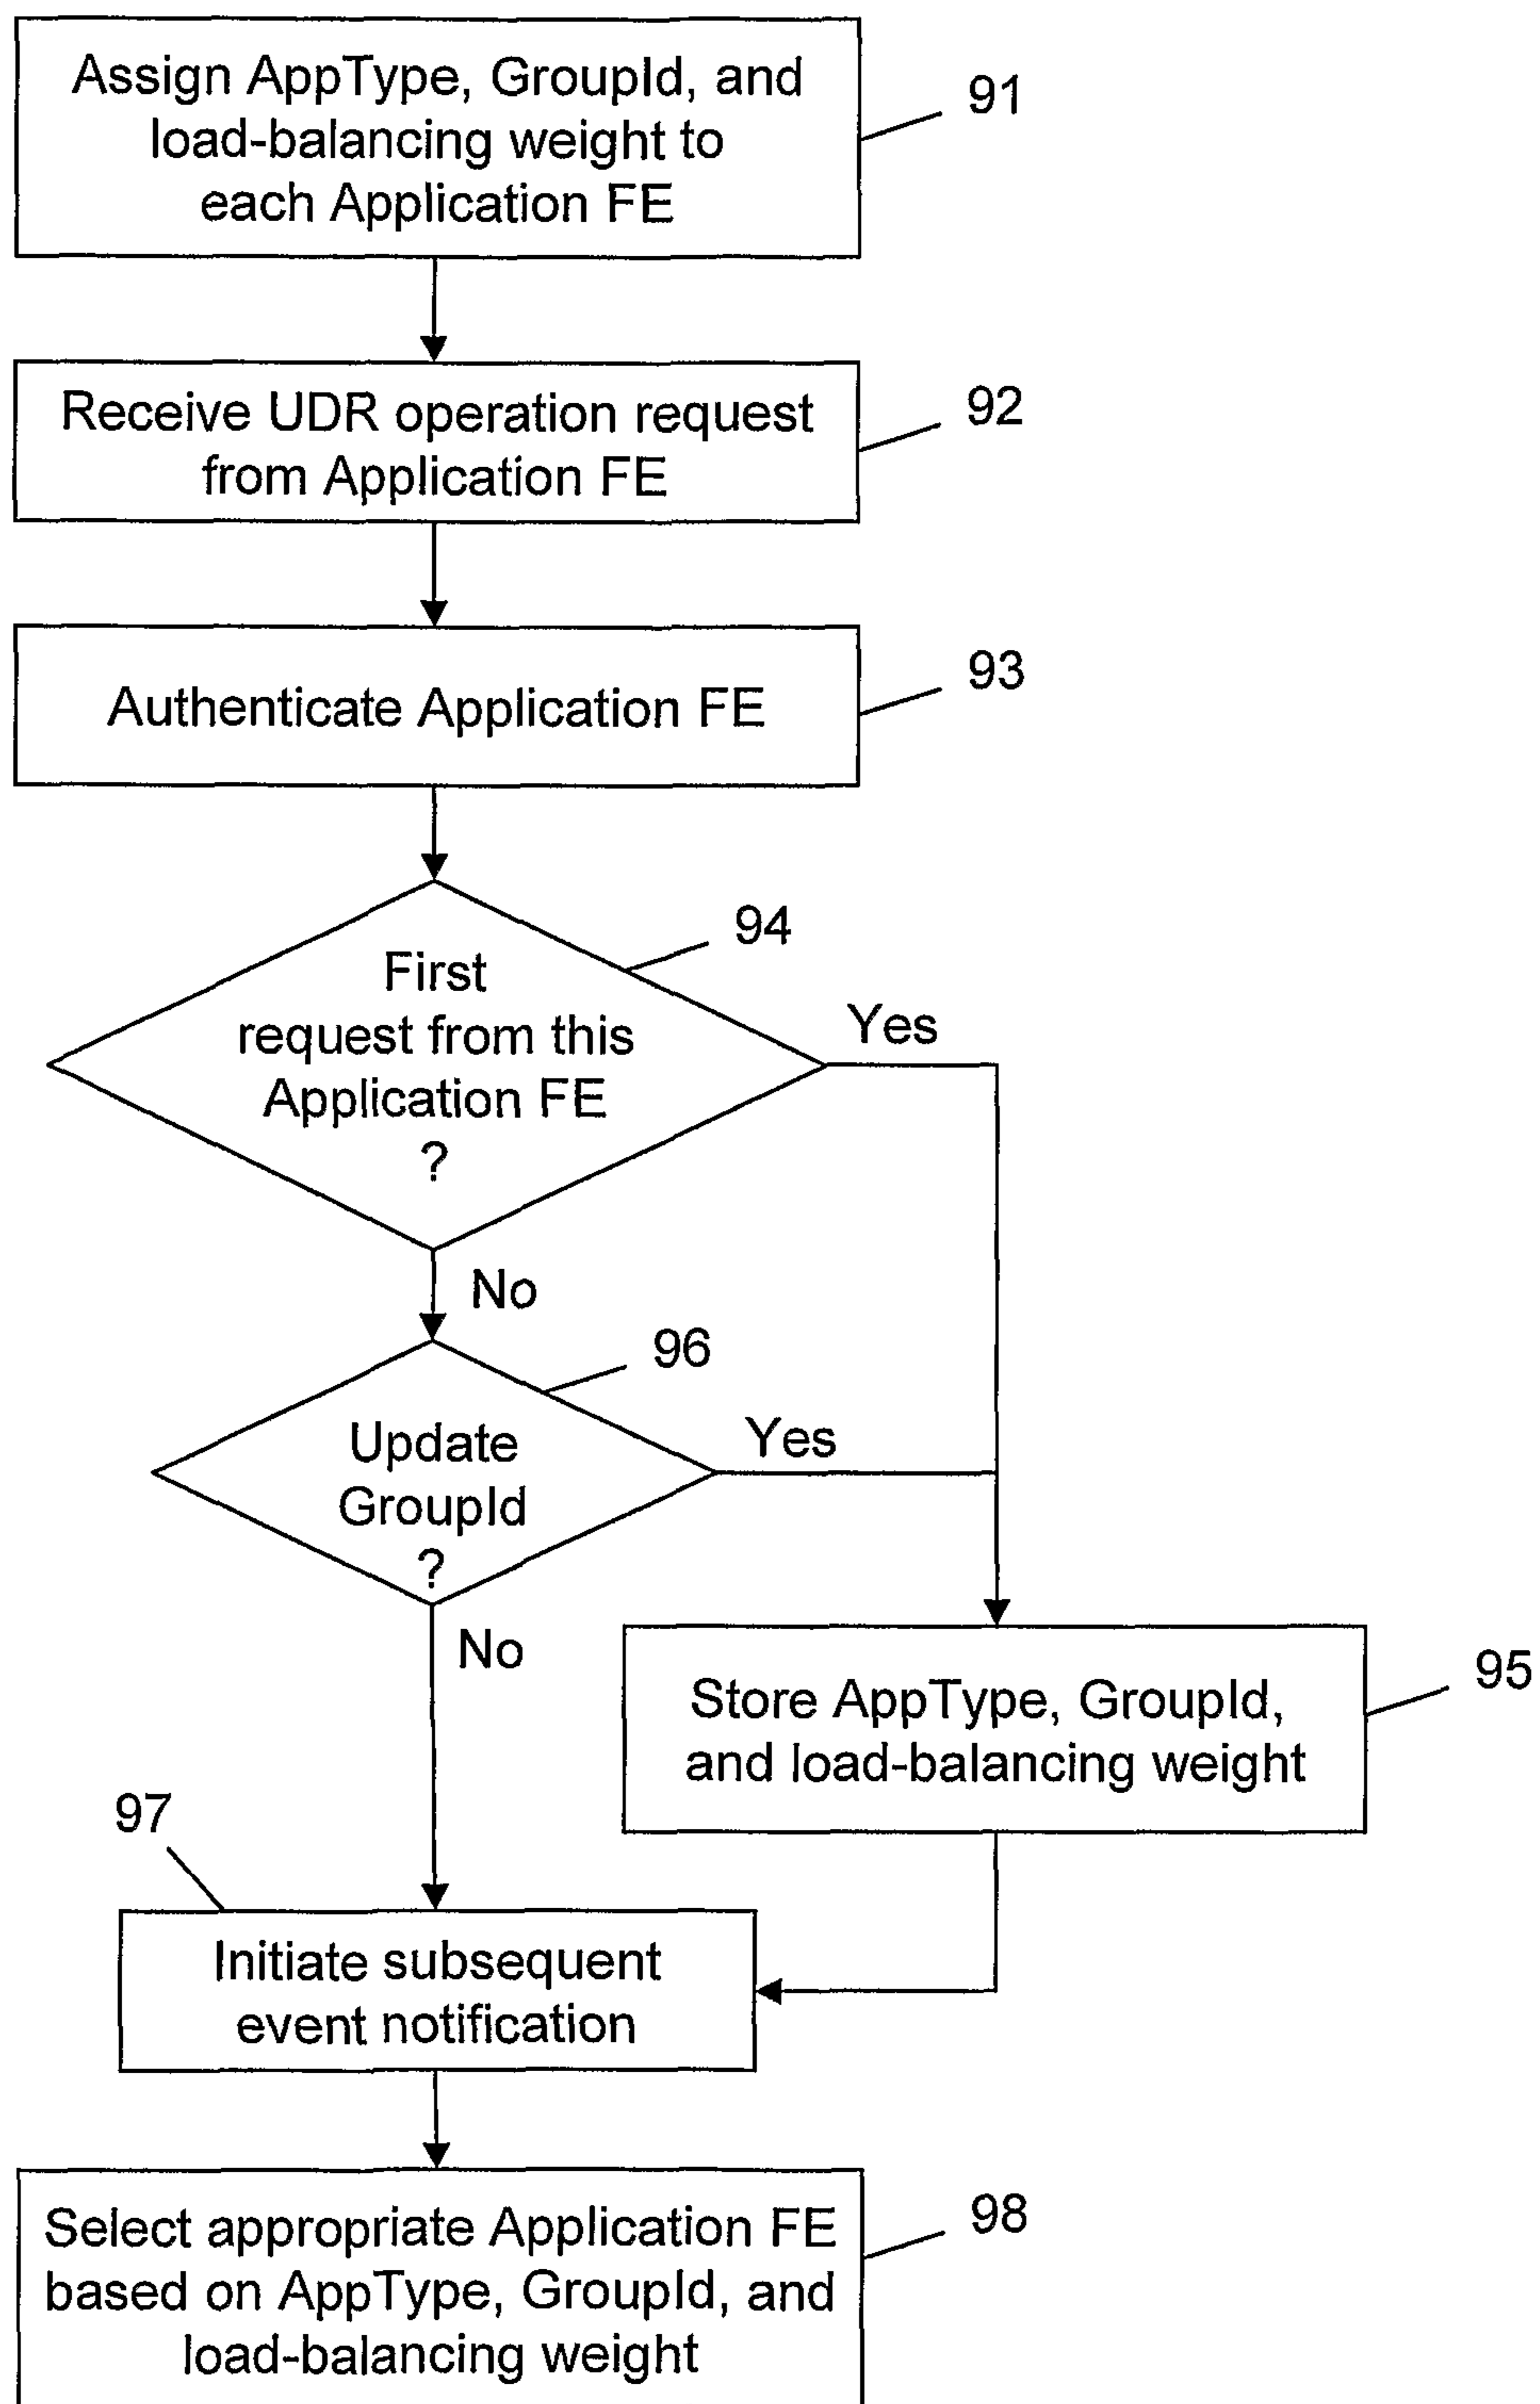 Assign AppType, GroupId, and
load-balancing weight to
each Application FE
91
Receive UDR operation request
from Application FE
92
Authenticate Application FE
93
First
request from this
Application FE
?
94
Yes
No
Update
GroupId
?
96
Yes
No
Store AppType, GroupId,
and load-balancing weight
95
97
Initiate subsequent
event notification
Select appropriate Application FE
based on AppType, GroupId, and
load-balancing weight
98